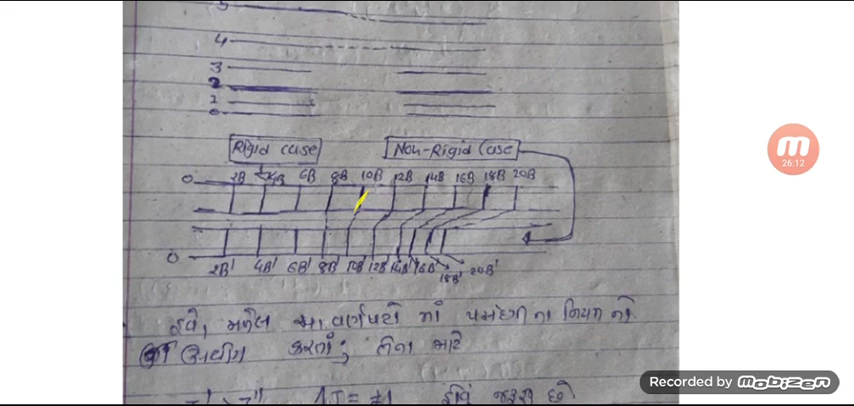 5
4
3
2
1
0
Rigid case
Non-Rigid Case
0 2B 4B 6B 8B 10B 12B 14B 16B 18B 20B
0 2B' 4B' 6B' 8B' 10B' 12B' 14B' 16B' 18B' 20B'
હવે, મળેલ આ વર્ણપટો માં પસંદગી ના નિયમ નો
ઉપયોગ કરતાં; તેના માટે
ΔJ = ±1
26:12
Recorded by mobizen